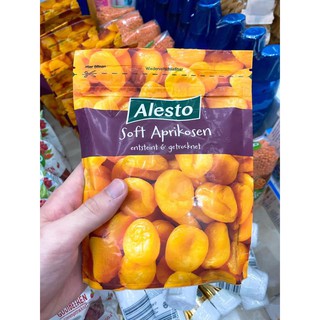 Alesto
Soft Aprikosen
entsteint & getrocknet